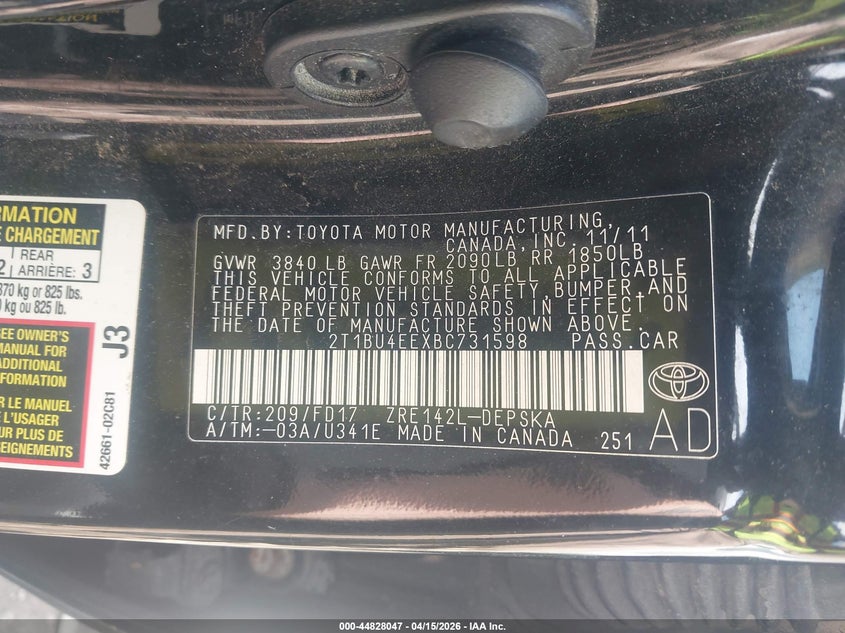 RMATION
E CHARGEMENT
2 REAR ARRIÈRE: 3
370 kg or 825 lbs.
kg ou 825 lb.
EE OWNER'S
MANUAL FOR
ADDITIONAL
INFORMATION
R LE MANUEL
L'USAGER
UR PLUS DE
SEIGNEMENTS
J3
42661-02C81
MFD.BY:TOYOTA MOTOR MANUFACTURING,
CANADA, INC. 11/11
GVWR 3840 LB GAWR FR 2090LB RR 1850LB
THIS VEHICLE CONFORMS TO ALL APPLICABLE
FEDERAL MOTOR VEHICLE SAFETY, BUMPER,AND
THEFT PREVENTION STANDARDS IN EFFECT ON
THE DATE OF MANUFACTURE SHOWN ABOVE.
2T1BU4EEXBC731598 PASS.CAR
C/TR:209/FD17 ZRE142L-DEPSKA
A/TM:-03A/U341E MADE IN CANADA 251
AD
000-44828047 - 04/15/2026 - IAA Inc.